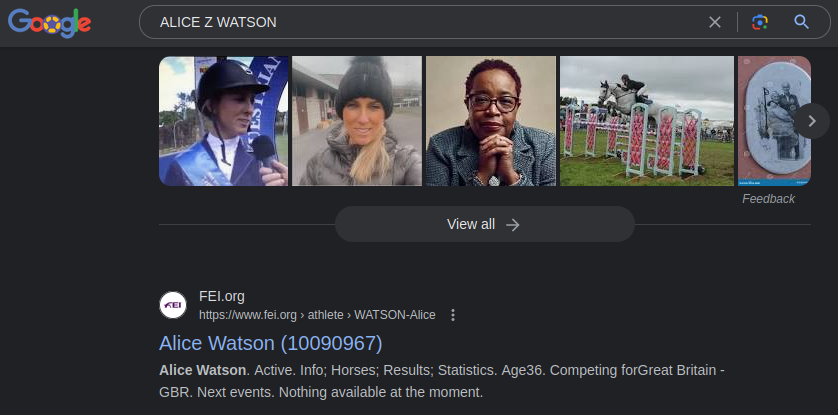 Google
ALICE Z WATSON
Feedback
View all
FEI
FEI.org
https://www.fei.org › athlete › WATSON-Alice
Alice Watson (10090967)
Alice Watson. Active. Info; Horses; Results; Statistics. Age36. Competing forGreat Britain -
GBR. Next events. Nothing available at the moment.